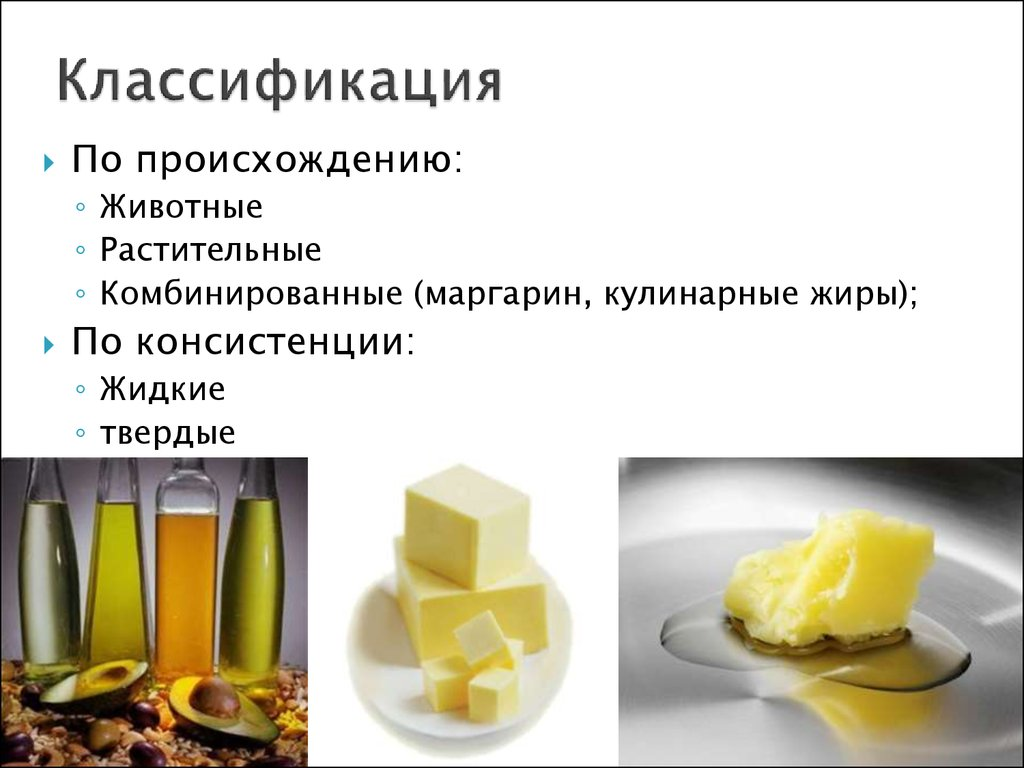 Классификация
По происхождению:
Животные
Растительные
Комбинированные (маргарин, кулинарные жиры);
По консистенции:
Жидкие
твердые